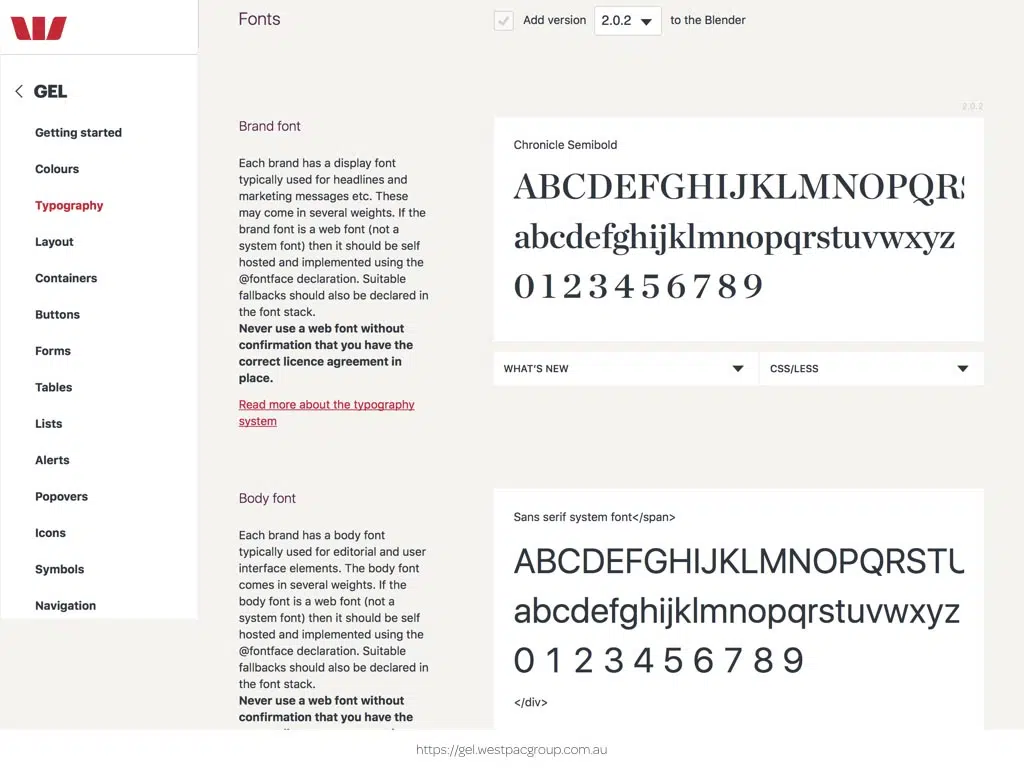 Fonts
Add version 2.0.2 to the Blender
GEL
Getting started
Colours
Typography
Layout
Containers
Buttons
Forms
Tables
Lists
Alerts
Popovers
Icons
Symbols
Navigation
2.0.2
Brand font
Each brand has a display font
typically used for headlines and
marketing messages etc. These
may come in several weights. If the
brand font is a web font (not a
system font) then it should be self
hosted and implemented using the
@fontface declaration. Suitable
fallbacks should also be declared in
the font stack.
Never use a web font without
confirmation that you have the
correct licence agreement in
place.
Read more about the typography
system
Chronicle Semibold
ABCDEFGHIJKLMNOPQRS
abcdefghijklmnopqrstuvwxyz
0 1 2 3 4 5 6 7 8 9
WHAT'S NEW
CSS/LESS
Body font
Each brand has a body font
typically used for editorial and user
interface elements. The body font
comes in several weights. If the
body font is a web font (not a
system font) then it should be self
hosted and implemented using the
@fontface declaration. Suitable
fallbacks should also be declared in
the font stack.
Never use a web font without
confirmation that you have the
Sans serif system font</span>
ABCDEFGHIJKLMNOPQRSTU
abcdefghijklmnopqrstuvwxyz
0 1 2 3 4 5 6 7 8 9
</div>
https://gel.westpacgroup.com.au